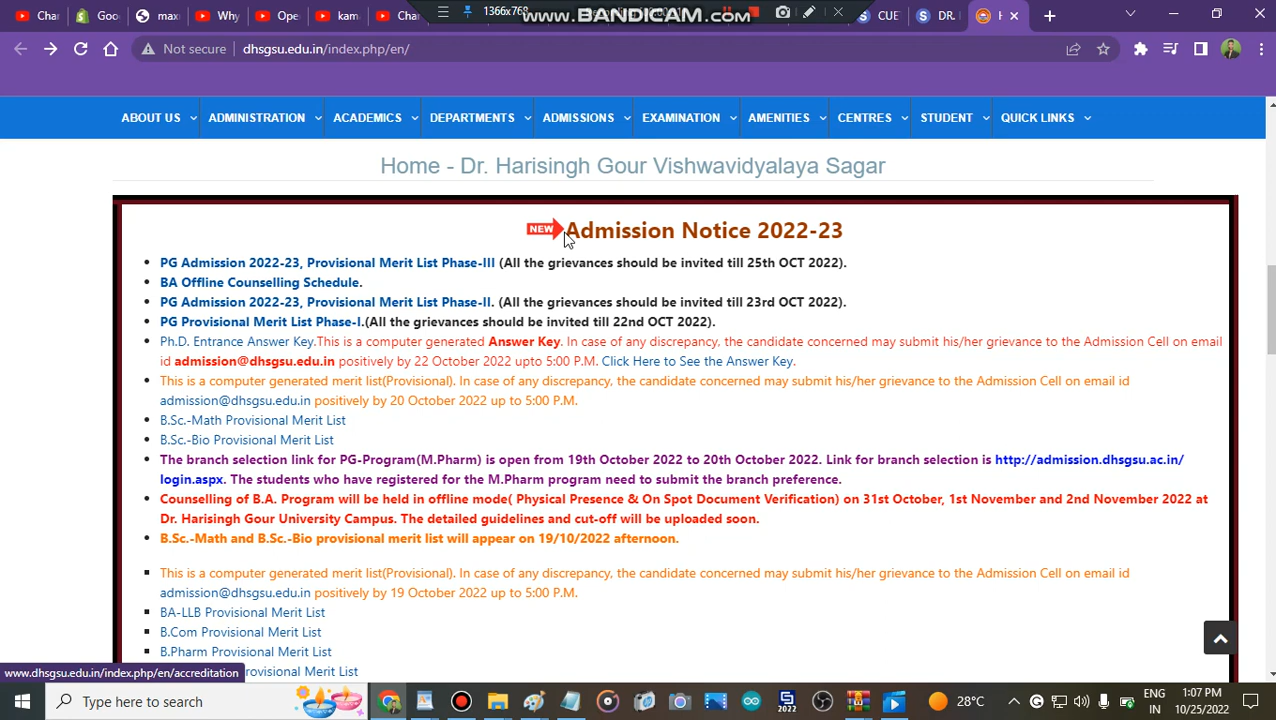 Char
Goo
max
Why
Ope
kam
Cha
1366x768
www.BANDICAM.com
CUE
DR.
H
Not secure
dhsgsu.edu.in/index.php/en/
ABOUT US
ADMINISTRATION
ACADEMICS
DEPARTMENTS
ADMISSIONS
EXAMINATION
AMENITIES
CENTRES
STUDENT
QUICK LINKS
Home - Dr. Harisingh Gour Vishwavidyalaya Sagar
NEW Admission Notice 2022-23
PG Admission 2022-23, Provisional Merit List Phase-III (All the grievances should be invited till 25th OCT 2022).
BA Offline Counselling Schedule.
PG Admission 2022-23, Provisional Merit List Phase-II. (All the grievances should be invited till 23rd OCT 2022).
PG Provisional Merit List Phase-I.(All the grievances should be invited till 22nd OCT 2022).
Ph.D. Entrance Answer Key.This is a computer generated Answer Key. In case of any discrepancy, the candidate concerned may submit his/her grievance to the Admission Cell on email
id admission@dhsgsu.edu.in positively by 22 October 2022 upto 5:00 P.M. Click Here to See the Answer Key.
This is a computer generated merit list(Provisional). In case of any discrepancy, the candidate concerned may submit his/her grievance to the Admission Cell on email id
admission@dhsgsu.edu.in positively by 20 October 2022 up to 5:00 P.M.
B.Sc.-Math Provisional Merit List
B.Sc.-Bio Provisional Merit List
The branch selection link for PG-Program(M.Pharm) is open from 19th October 2022 to 20th October 2022. Link for branch selection is http://admission.dhsgsu.ac.in/
login.aspx. The students who have registered for the M.Pharm program need to submit the branch preference.
Counselling of B.A. Program will be held in offline mode( Physical Presence & On Spot Document Verification) on 31st October, 1st November and 2nd November 2022 at
Dr. Harisingh Gour University Campus. The detailed guidelines and cut-off will be uploaded soon.
B.Sc.-Math and B.Sc.-Bio provisional merit list will appear on 19/10/2022 afternoon.
This is a computer generated merit list(Provisional). In case of any discrepancy, the candidate concerned may submit his/her grievance to the Admission Cell on email id
admission@dhsgsu.edu.in positively by 19 October 2022 up to 5:00 P.M.
BA-LLB Provisional Merit List
B.Com Provisional Merit List
B.Pharm Provisional Merit List
rovisional Merit List
www.dhsgsu.edu.in/index.php/en/accreditation
Type here to search
2022
28°C
ENG
IN
1:07 PM
10/25/2022